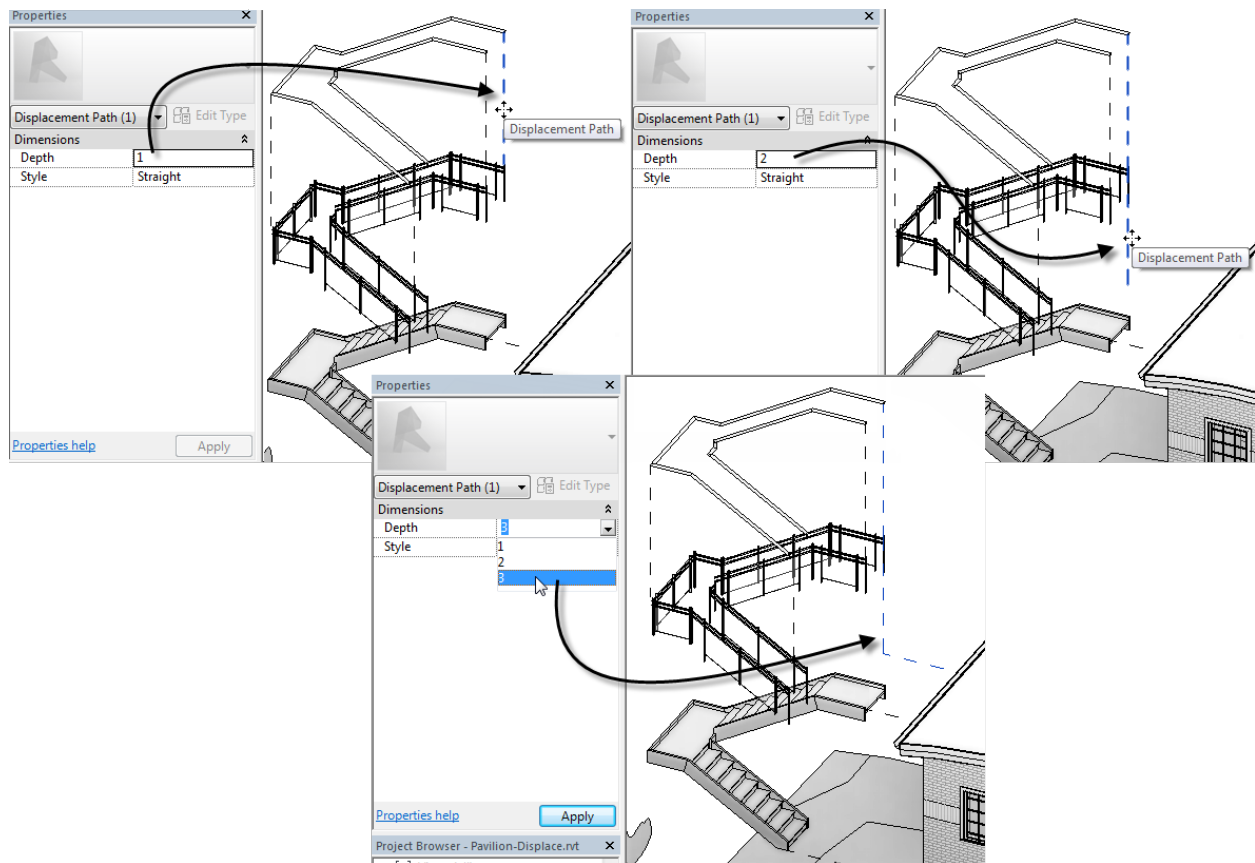 Properties
Displacement Path (1) Edit Type
Dimensions
Depth 1
Style Straight
Properties help Apply
Displacement Path
Properties
Displacement Path (1) Edit Type
Dimensions
Depth 2
Style Straight
Displacement Path
Properties
Displacement Path (1) Edit Type
Dimensions
Depth 3
Style 1
2
3
Properties help Apply
Project Browser - Pavilion-Displace.rvt